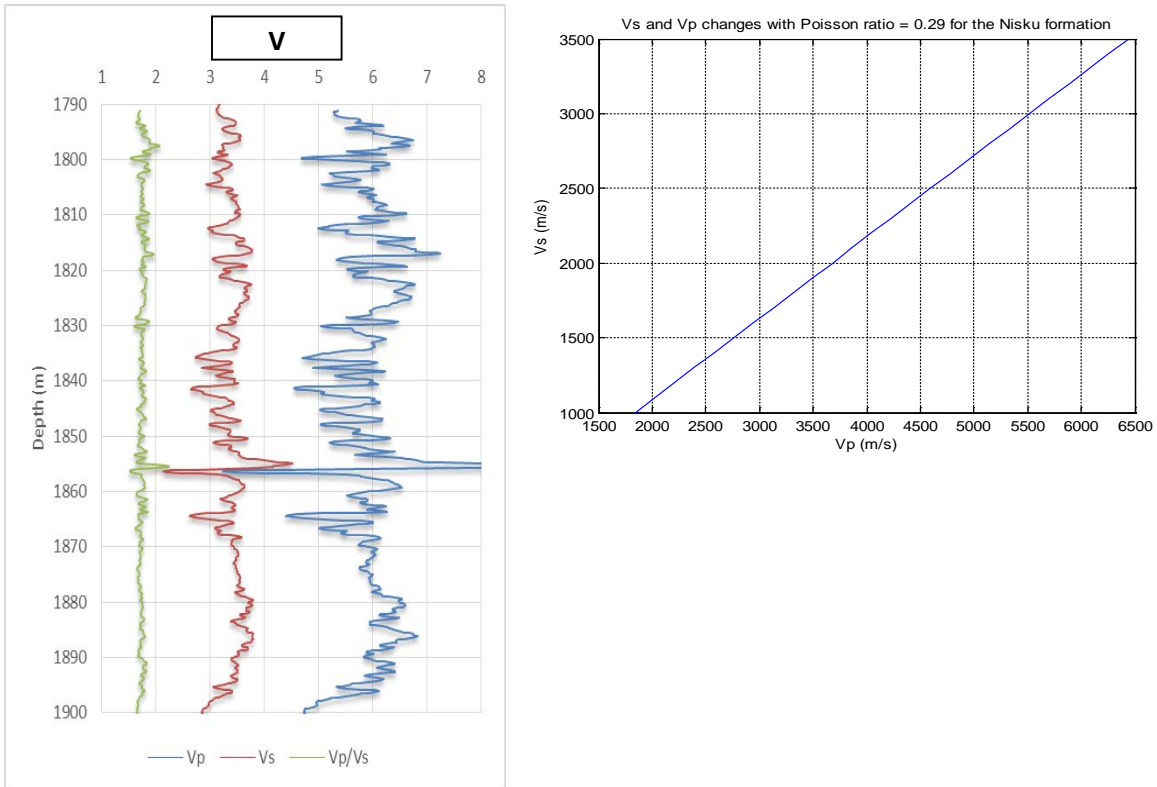 V
1 2 3 4 5 6 7 8
1790
1800
1810
1820
1830
1840
1850
1860
1870
1880
1890
1900
Depth (m)
Vp Vs Vp/Vs
Vs and Vp changes with Poisson ratio = 0.29 for the Nisku formation
3500
3000
2500
2000
1500
1000
Vs (m/s)
1500 2000 2500 3000 3500 4000 4500 5000 5500 6000 6500
Vp (m/s)